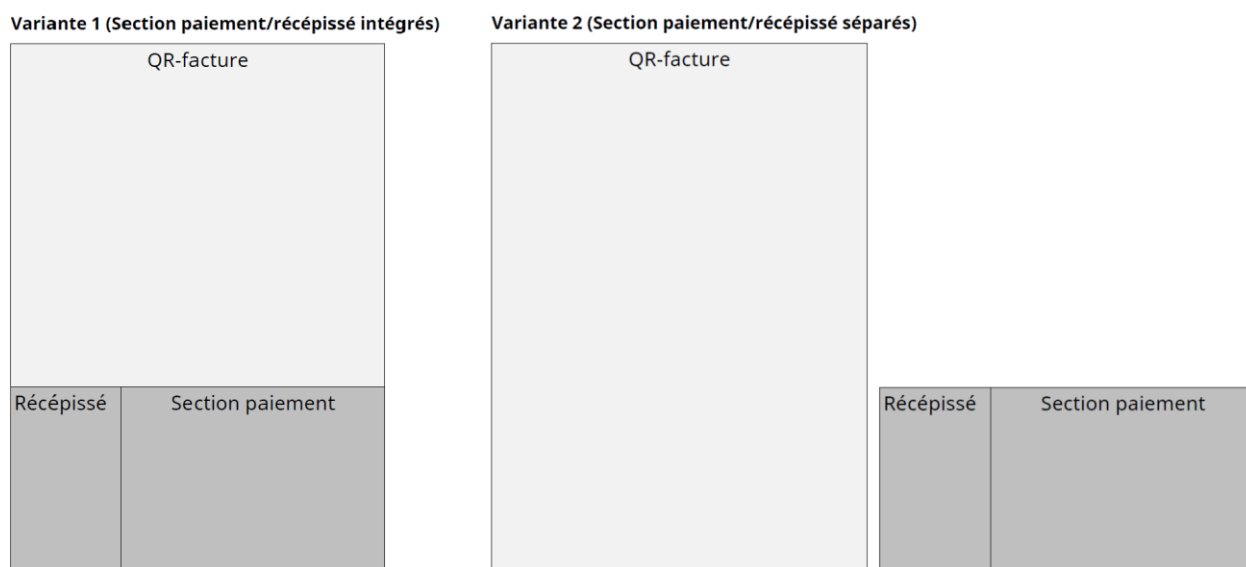 Variante 1 (Section paiement/récépissé intégrés)
QR-facture
Récépissé
Section paiement
Variante 2 (Section paiement/récépissé séparés)
QR-facture
Récépissé
Section paiement